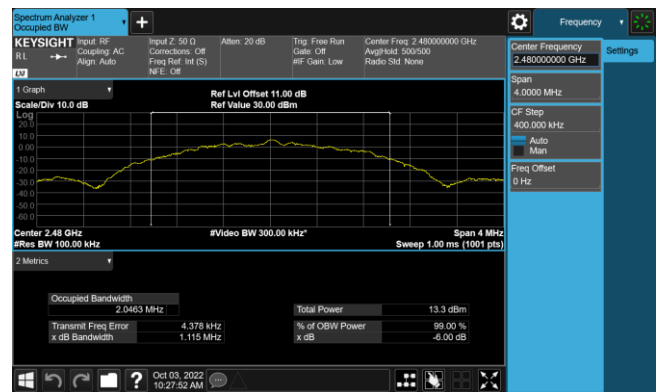 Spectrum Analyzer 1
Occupied BW
Frequency
KEYSIGHT
RL
LXI
Input: RF
Coupling: AC
Align: Auto
Input Z: 50 Ω
Corrections: Off
Freq Ref: Int (S)
NFE: Off
Atten: 20 dB
Trig: Free Run
Gate: Off
#IF Gain: Low
Center Freq: 2.480000000 GHz
Avg|Hold: 500/500
Radio Std: None
Center Frequency
2.480000000 GHz
Settings
Span
4.0000 MHz
CF Step
400.000 kHz
Auto
Man
Freq Offset
0 Hz
1 Graph
Scale/Div 10.0 dB
Ref Lvl Offset 11.00 dB
Ref Value 30.00 dBm
Log
20.0
10.0
0.00
-10.0
-20.0
-30.0
-40.0
-50.0
-60.0
Center 2.48 GHz
#Res BW 100.00 kHz
#Video BW 300.00 kHz*
Span 4 MHz
Sweep 1.00 ms (1001 pts)
2 Metrics
Occupied Bandwidth
2.0463 MHz
Total Power 13.3 dBm
Transmit Freq Error 4.378 kHz
% of OBW Power 99.00 %
x dB Bandwidth 1.115 MHz
x dB -6.00 dB
?
Oct 03, 2022
10:27:52 AM